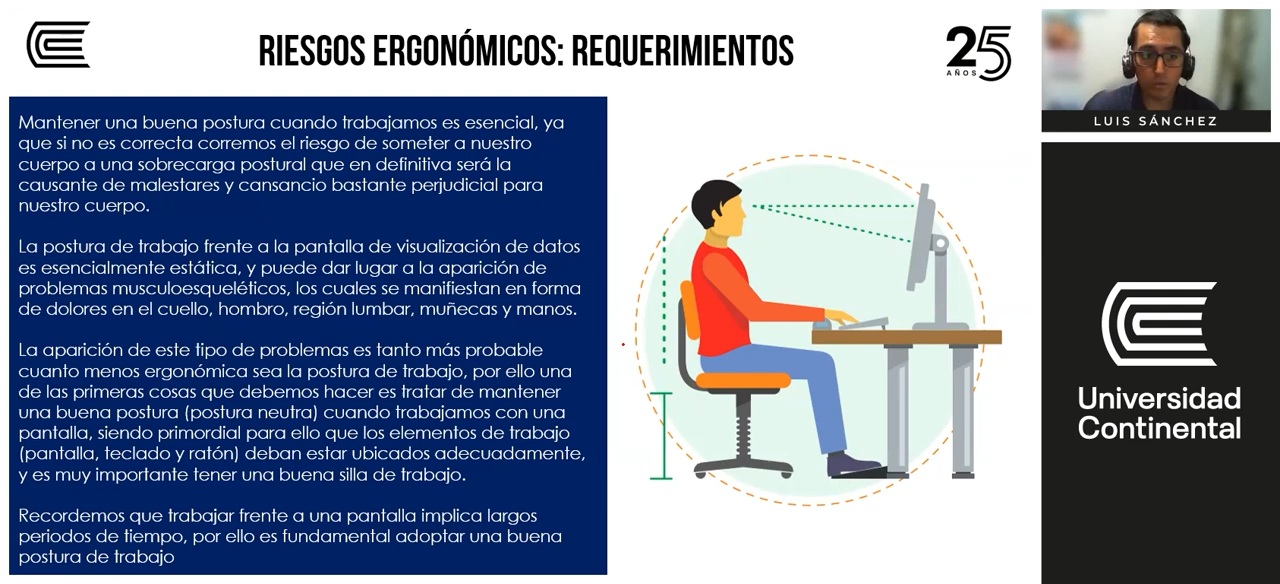 RIESGOS ERGONÓMICOS: REQUERIMIENTOS
25
AÑOS
LUIS SÁNCHEZ
Mantener una buena postura cuando trabajamos es esencial, ya
que si no es correcta corremos el riesgo de someter a nuestro
cuerpo a una sobrecarga postural que en definitiva será la
causante de malestares y cansancio bastante perjudicial para
nuestro cuerpo.
La postura de trabajo frente a la pantalla de visualización de datos
es esencialmente estática, y puede dar lugar a la aparición de
problemas musculoesqueléticos, los cuales se manifiestan en forma
de dolores en el cuello, hombro, región lumbar, muñecas y manos.
La aparición de este tipo de problemas es tanto más probable
cuanto menos ergonómica sea la postura de trabajo, por ello una
de las primeras cosas que debemos hacer es tratar de mantener
una buena postura (postura neutra) cuando trabajamos con una
pantalla, siendo primordial para ello que los elementos de trabajo
(pantalla, teclado y ratón) deban estar ubicados adecuadamente,
y es muy importante tener una buena silla de trabajo.
Recordemos que trabajar frente a una pantalla implica largos
periodos de tiempo, por ello es fundamental adoptar una buena
postura de trabajo
Universidad
Continental